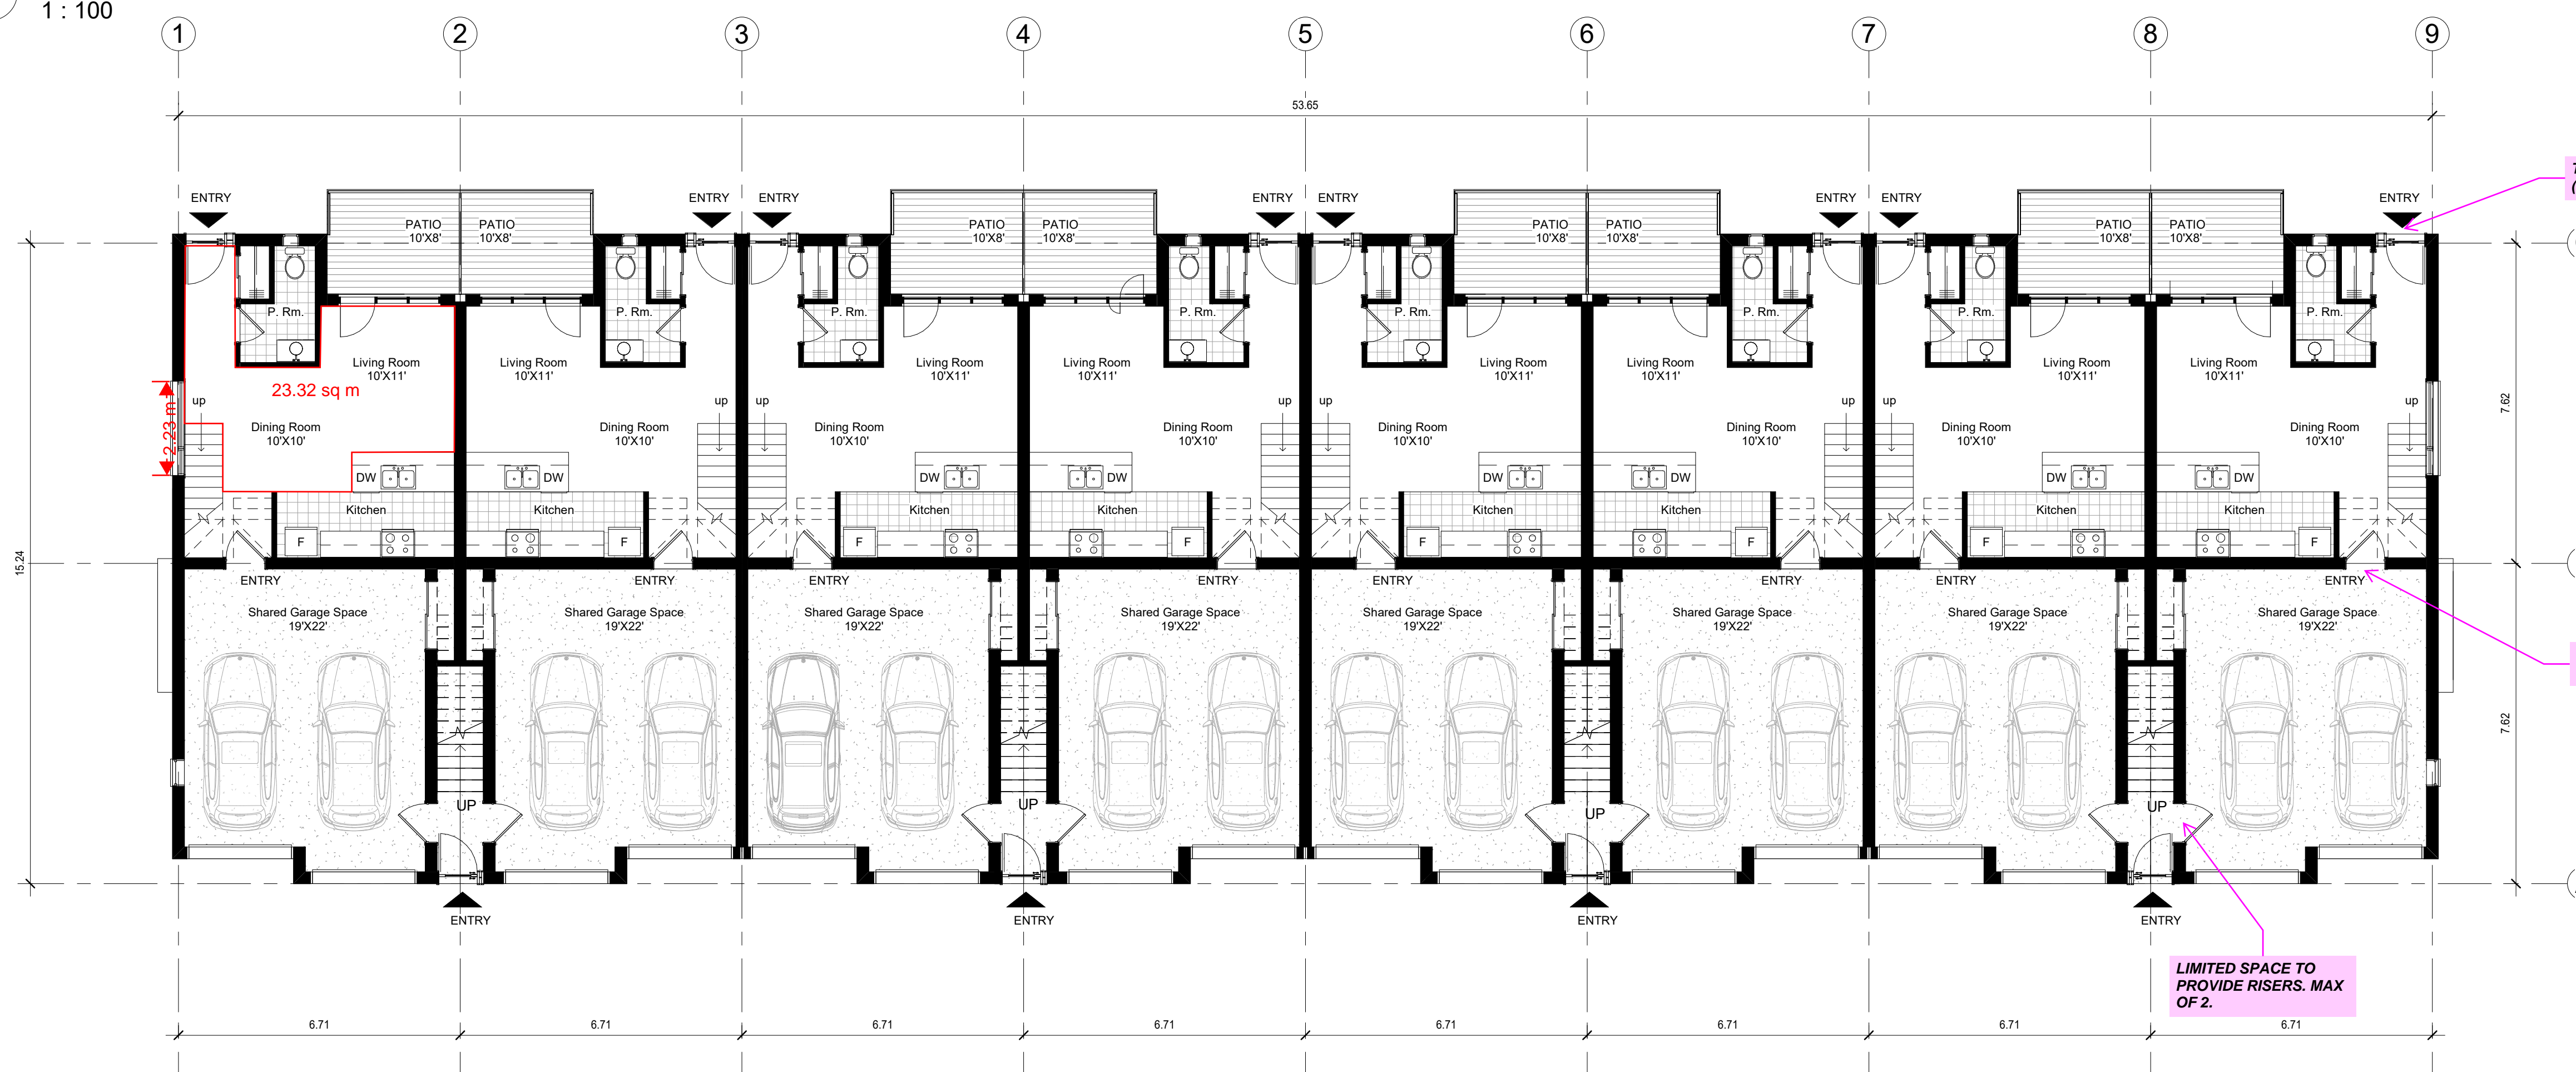 1 : 100
1 2 3 4 5 6 7 8 9
53.65
ENTRY ENTRY ENTRY ENTRY ENTRY ENTRY ENTRY ENTRY
PATIO PATIO PATIO PATIO PATIO PATIO PATIO PATIO
10'X8' 10'X8' 10'X8' 10'X8' 10'X8' 10'X8' 10'X8' 10'X8'
P. Rm. P. Rm. P. Rm. P. Rm. P. Rm. P. Rm. P. Rm. P. Rm.
Living Room Living Room Living Room Living Room Living Room Living Room Living Room Living Room
10'X11' 10'X11' 10'X11' 10'X11' 10'X11' 10'X11' 10'X11' 10'X11'
23.32 sq m
2.23 m
up up up up up up up up
7.62
Dining Room Dining Room Dining Room Dining Room Dining Room Dining Room Dining Room Dining Room
10'X10' 10'X10' 10'X10' 10'X10' 10'X10' 10'X10' 10'X10' 10'X10'
DW DW DW DW DW DW DW DW
Kitchen Kitchen Kitchen Kitchen Kitchen Kitchen Kitchen Kitchen
F F F F F F F F
15.24
ENTRY ENTRY ENTRY ENTRY ENTRY ENTRY ENTRY ENTRY
Shared Garage Space Shared Garage Space Shared Garage Space Shared Garage Space Shared Garage Space Shared Garage Space Shared Garage Space Shared Garage Space
19'X22' 19'X22' 19'X22' 19'X22' 19'X22' 19'X22' 19'X22' 19'X22'
7.62
UP UP UP UP
ENTRY ENTRY ENTRY ENTRY
LIMITED SPACE TO
PROVIDE RISERS. MAX
OF 2.
6.71 6.71 6.71 6.71 6.71 6.71 6.71 6.71